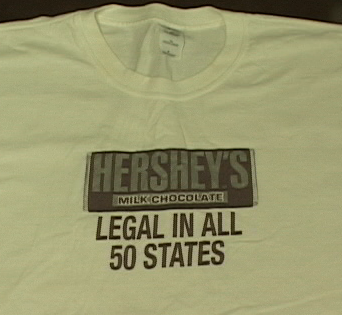 HERSHEY'S
MILK CHOCOLATE
LEGAL IN ALL
50 STATES